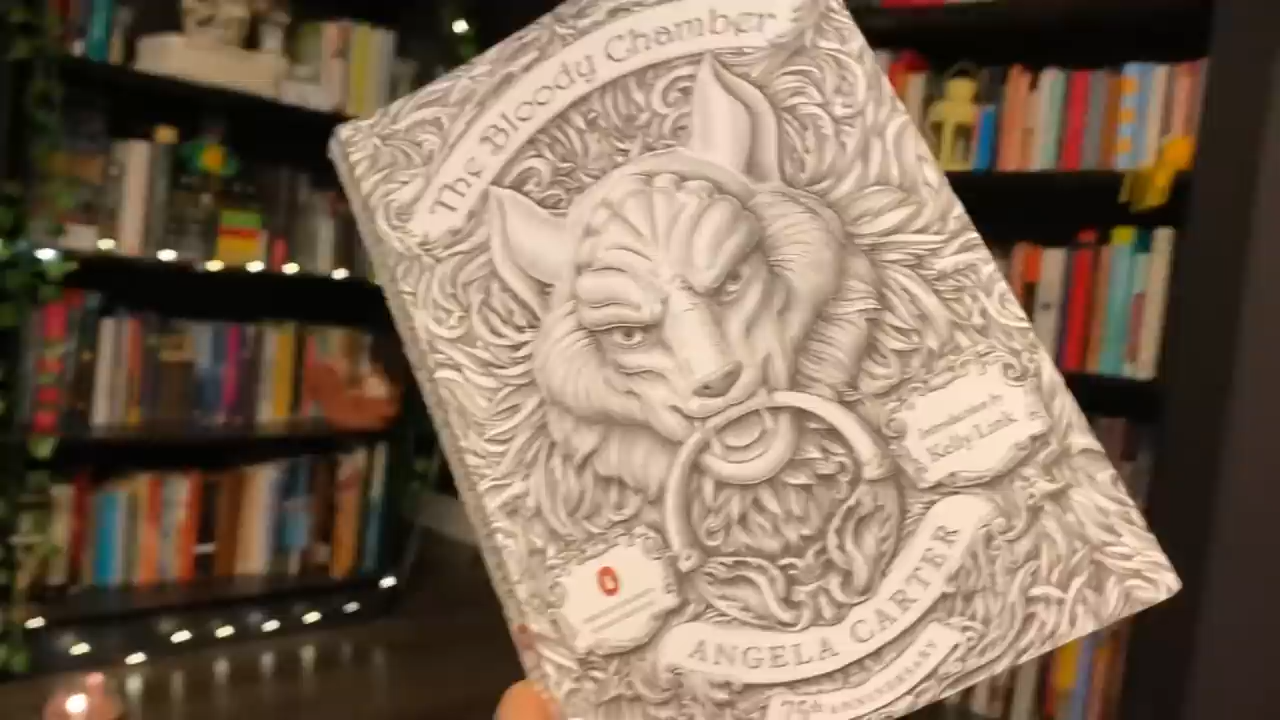 The Bloody Chamber
Introduction by
Kelly Link
ANGELA CARTER
75th ANNIVERSARY